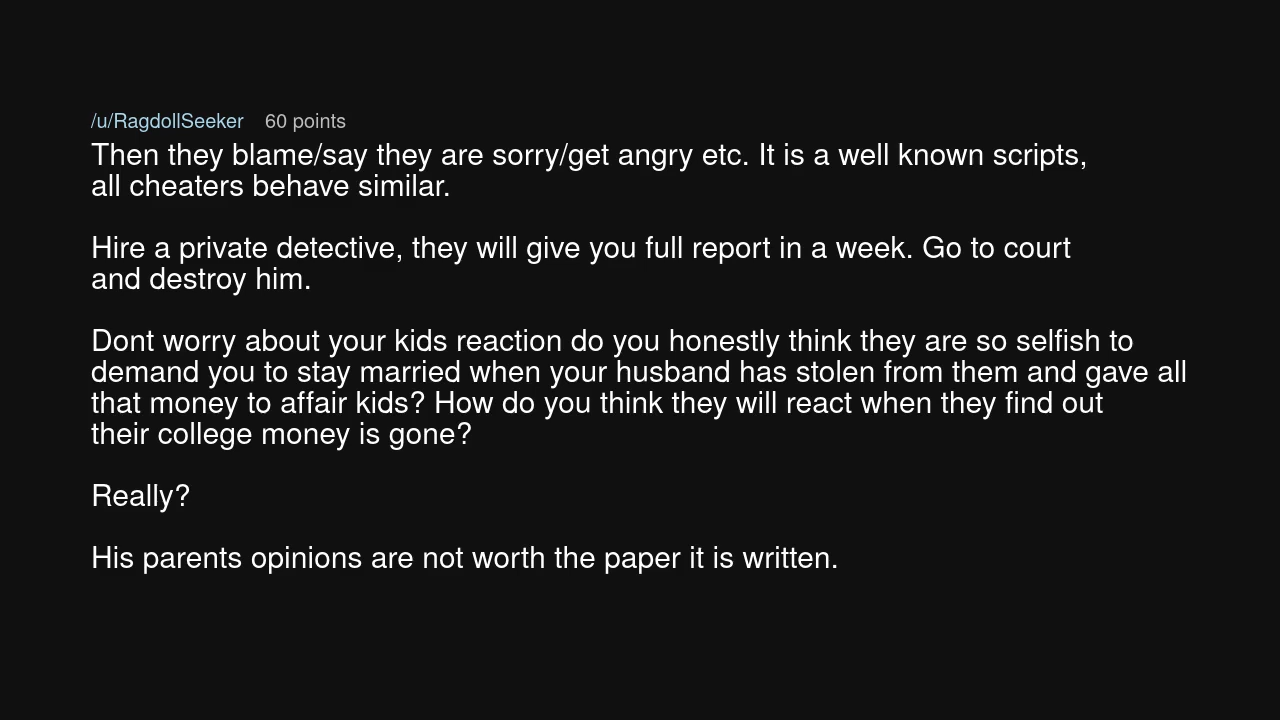 /u/RagdollSeeker 60 points
Then they blame/say they are sorry/get angry etc. It is a well known scripts,
all cheaters behave similar.
Hire a private detective, they will give you full report in a week. Go to court
and destroy him.
Dont worry about your kids reaction do you honestly think they are so selfish to
demand you to stay married when your husband has stolen from them and gave all
that money to affair kids? How do you think they will react when they find out
their college money is gone?
Really?
His parents opinions are not worth the paper it is written.